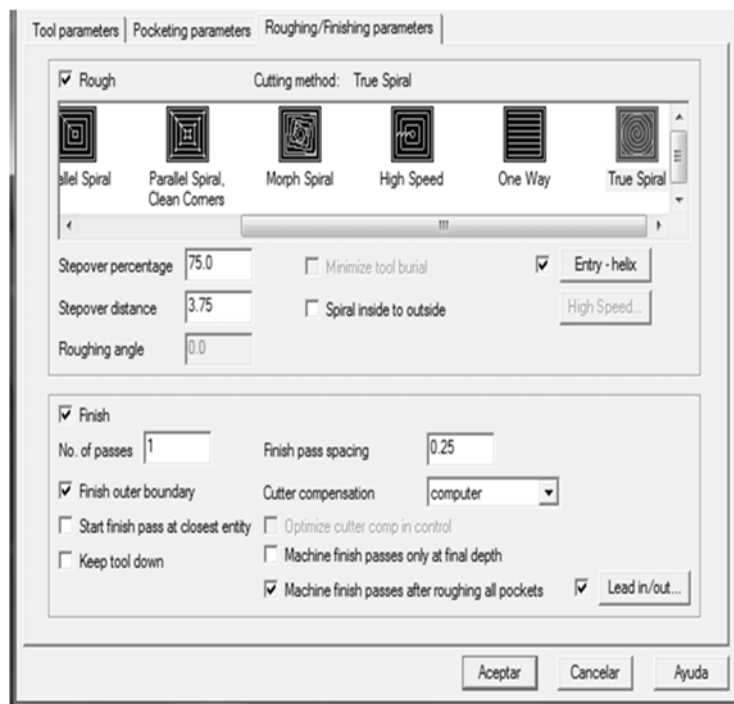 Tool parameters Pocketing parameters Roughing/Finishing parameters
Rough Cutting method: True Spiral
allel Spiral Parallel Spiral, Clean Corners Morph Spiral High Speed One Way True Spiral
Stepover percentage 75.0 Minimize tool burial Entry - helix
Stepover distance 3.75 Spiral inside to outside High Speed...
Roughing angle 0.0
Finish
No. of passes 1 Finish pass spacing 0.25
Finish outer boundary Cutter compensation computer
Start finish pass at closest entity Optimize cutter comp in control
Keep tool down Machine finish passes only at final depth
Machine finish passes after roughing all pockets Lead in/out...
Aceptar Cancelar Ayuda